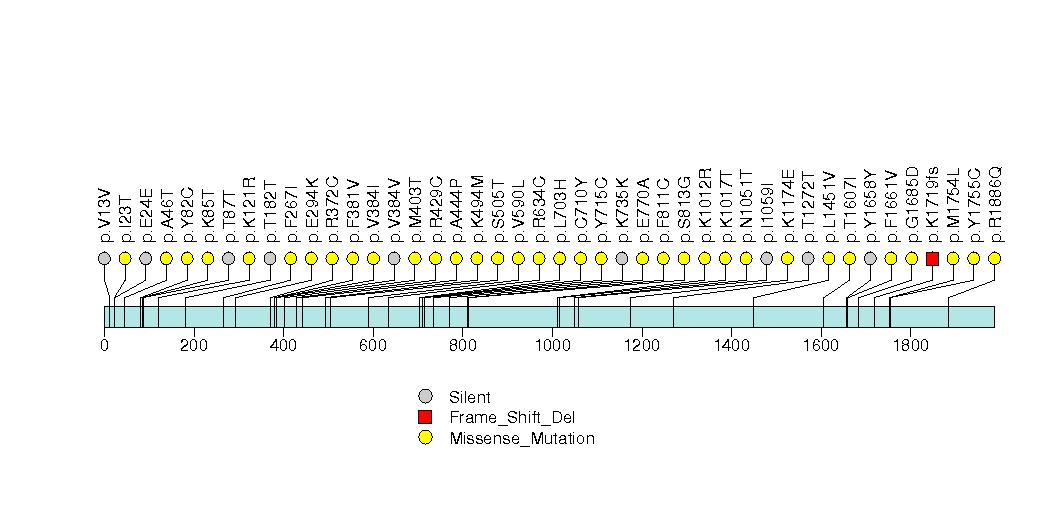 p.V13V
p.I23T
p.E24E
p.A46T
p.Y82C
p.K85T
p.T87T
p.K121R
p.T182T
p.F267I
p.E294K
p.R372C
p.F381V
p.V384I
p.V384V
p.M403T
p.R429C
p.A444P
p.K494M
p.S505T
p.V590L
p.R634C
p.L703H
p.C710Y
p.Y715C
p.K735K
p.E770A
p.F811C
p.S813G
p.K1012R
p.K1017T
p.N1051T
p.I1059I
p.K1174E
p.T1272T
p.L1451V
p.T1607I
p.Y1658Y
p.F1661V
p.G1685D
p.K1719fs
p.M1754L
p.Y1755C
p.R1886Q
0 200 400 600 800 1000 1200 1400 1600 1800
Silent
Frame_Shift_Del
Missense_Mutation